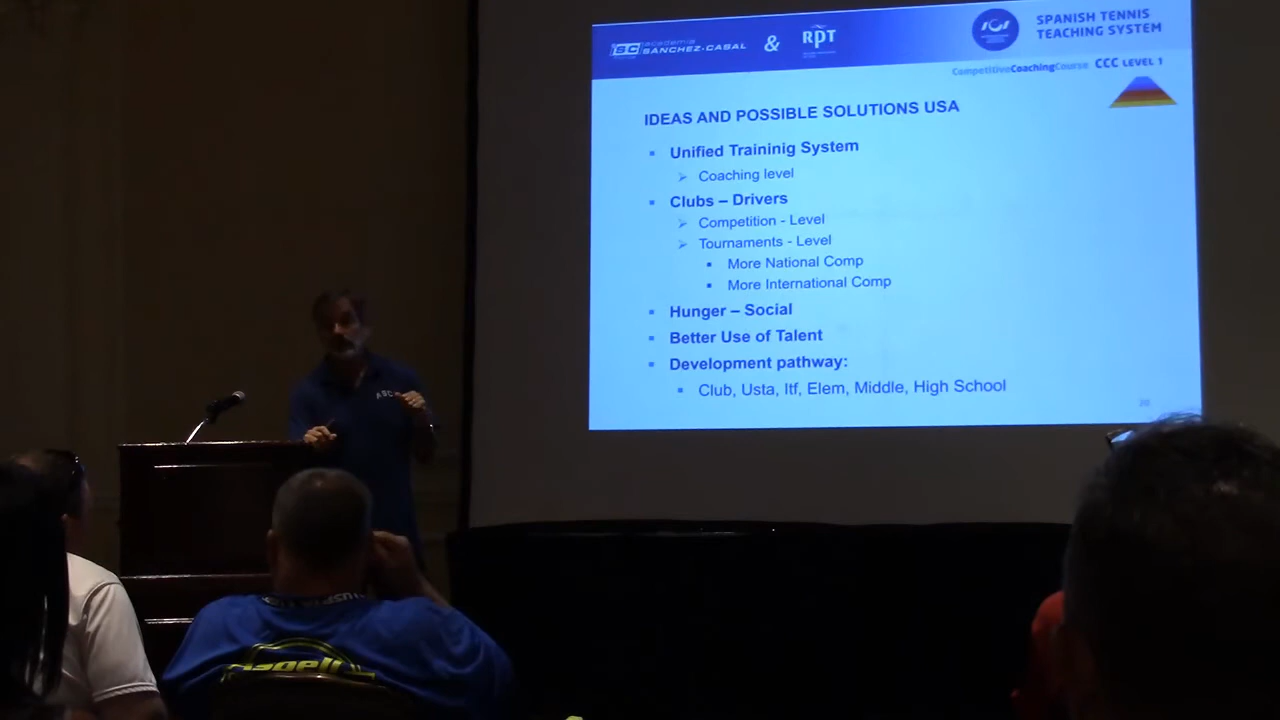 academia
SANCHEZ-CASAL
&
RPT
SPANISH TENNIS
TEACHING SYSTEM
CompetitiveCoachingCourse CCC LEVEL 1
IDEAS AND POSSIBLE SOLUTIONS USA
Unified Traininig System
Coaching level
Clubs – Drivers
Competition - Level
Tournaments - Level
More National Comp
More International Comp
Hunger – Social
Better Use of Talent
Development pathway:
Club, Usta, Itf, Elem, Middle, High School